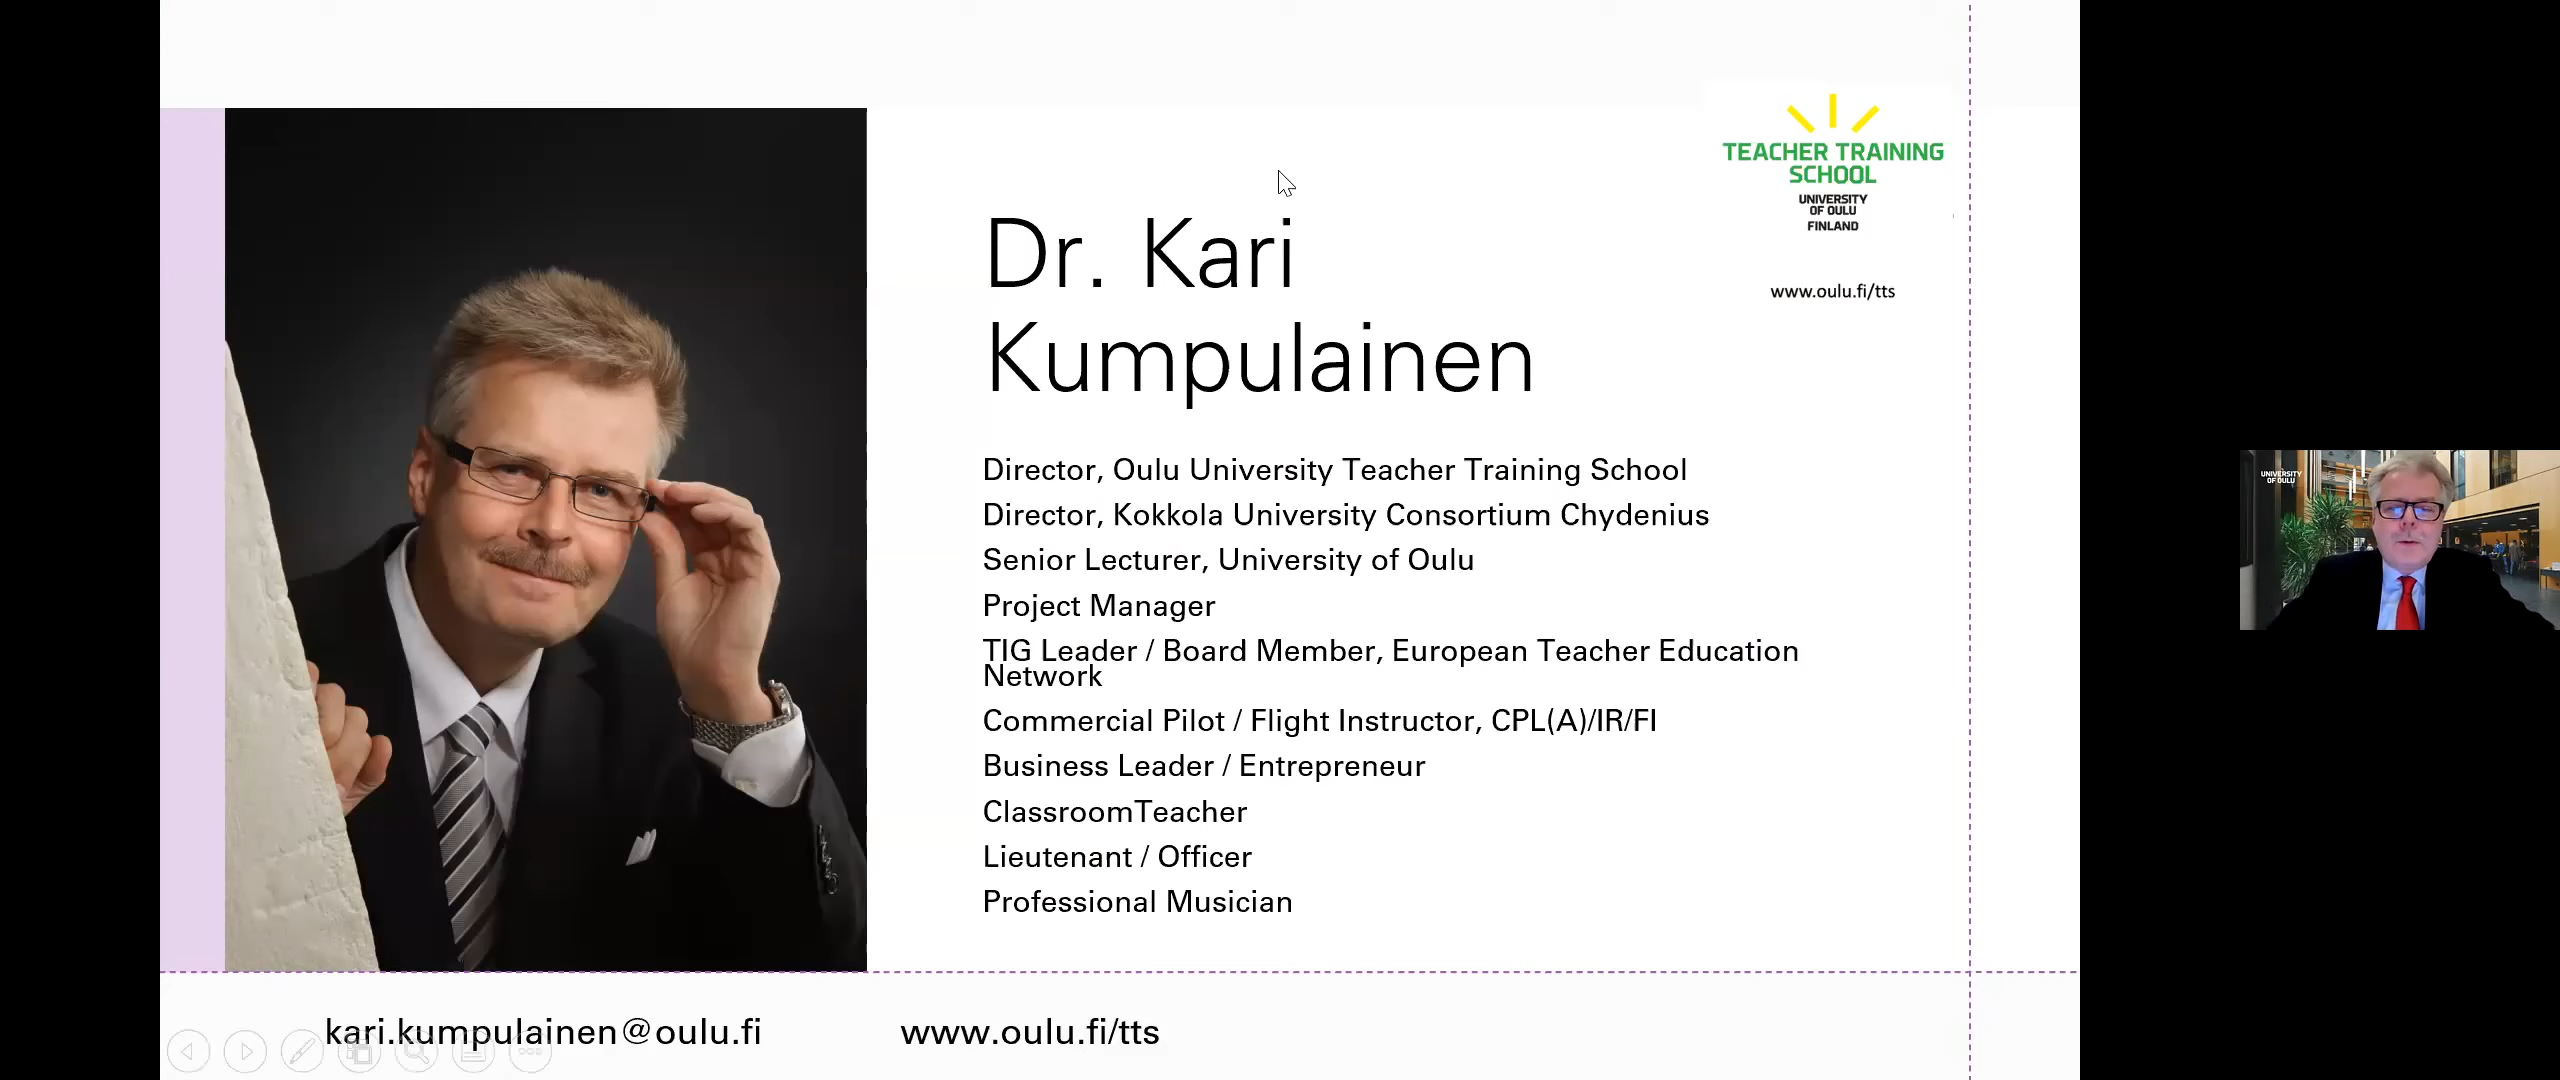 TEACHER TRAINING
SCHOOL
UNIVERSITY
OF OULU
FINLAND
www.oulu.fi/tts
Dr. Kari
Kumpulainen
Director, Oulu University Teacher Training School
Director, Kokkola University Consortium Chydenius
Senior Lecturer, University of Oulu
Project Manager
TIG Leader / Board Member, European Teacher Education
Network
Commercial Pilot / Flight Instructor, CPL(A)/IR/FI
Business Leader / Entrepreneur
ClassroomTeacher
Lieutenant / Officer
Professional Musician
kari.kumpulainen@oulu.fi
www.oulu.fi/tts
UNIVERSITY
OF OULU